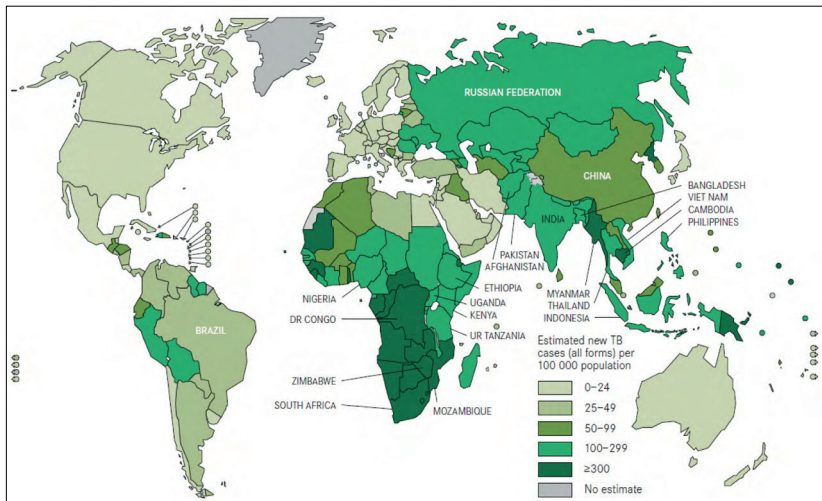 RUSSIAN FEDERATION
CHINA
BANGLADESH
VIET NAM
CAMBODIA
PHILIPPINES
INDIA
PAKISTAN
AFGHANISTAN
ETHIOPIA
NIGERIA
UGANDA
KENYA
MYANMAR
THAILAND
INDONESIA
DR CONGO
UR TANZANIA
BRAZIL
ZIMBABWE
SOUTH AFRICA
MOZAMBIQUE
Estimated new TB
cases (all forms) per
100 000 population
0–24
25–49
50–99
100–299
≥300
No estimate